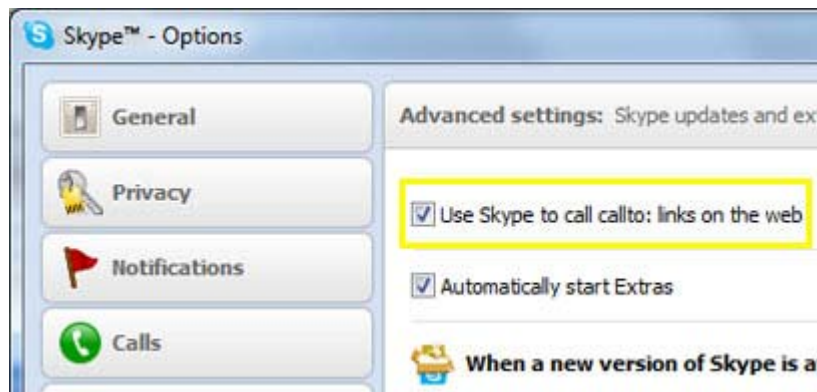 Skype™ - Options
General
Privacy
Notifications
Calls
Advanced settings: Skype updates and
Use Skype to call callto: links on the web
Automatically start Extras
When a new version of Skype is